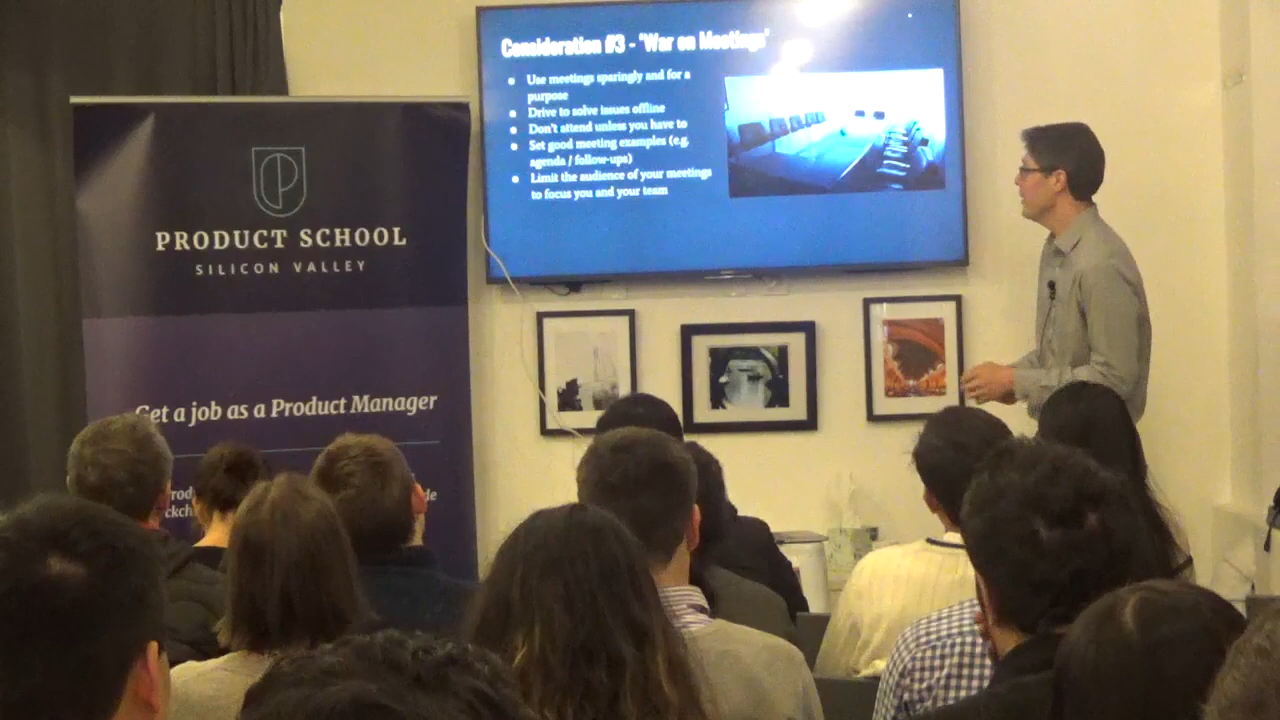 PRODUCT SCHOOL
SILICON VALLEY
Get a job as a Product Manager
Consideration #3 - "War on Meetings"
Use meetings sparingly and for a
purpose
Drive to solve issues offline
Don't attend unless you have to
Set good meeting examples (e.g.
agenda / follow-ups)
Limit the audience of your meetings
to focus you and your team